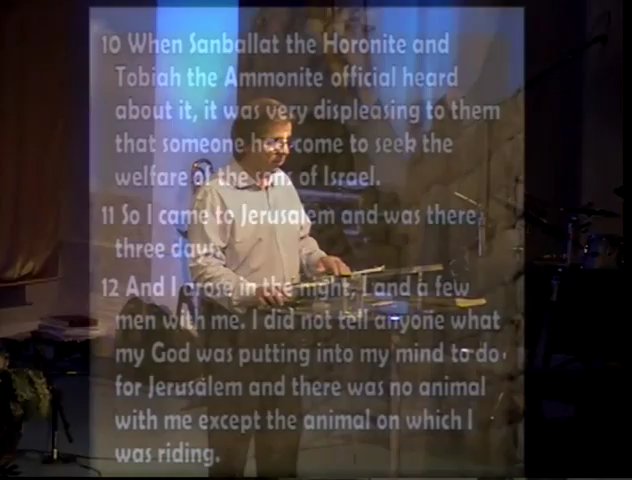 10 When Sanballat the Horonite and
Tobiah the Ammonite official heard
about it, it was very displeasing to them
that someone had come to seek the
welfare of the sons of Israel.
11 So I came to Jerusalem and was there
three days.
12 And I arose in the night, I and a few
men with me. I did not tell anyone what
my God was putting into my mind to do
for Jerusalem and there was no animal
with me except the animal on which I
was riding.